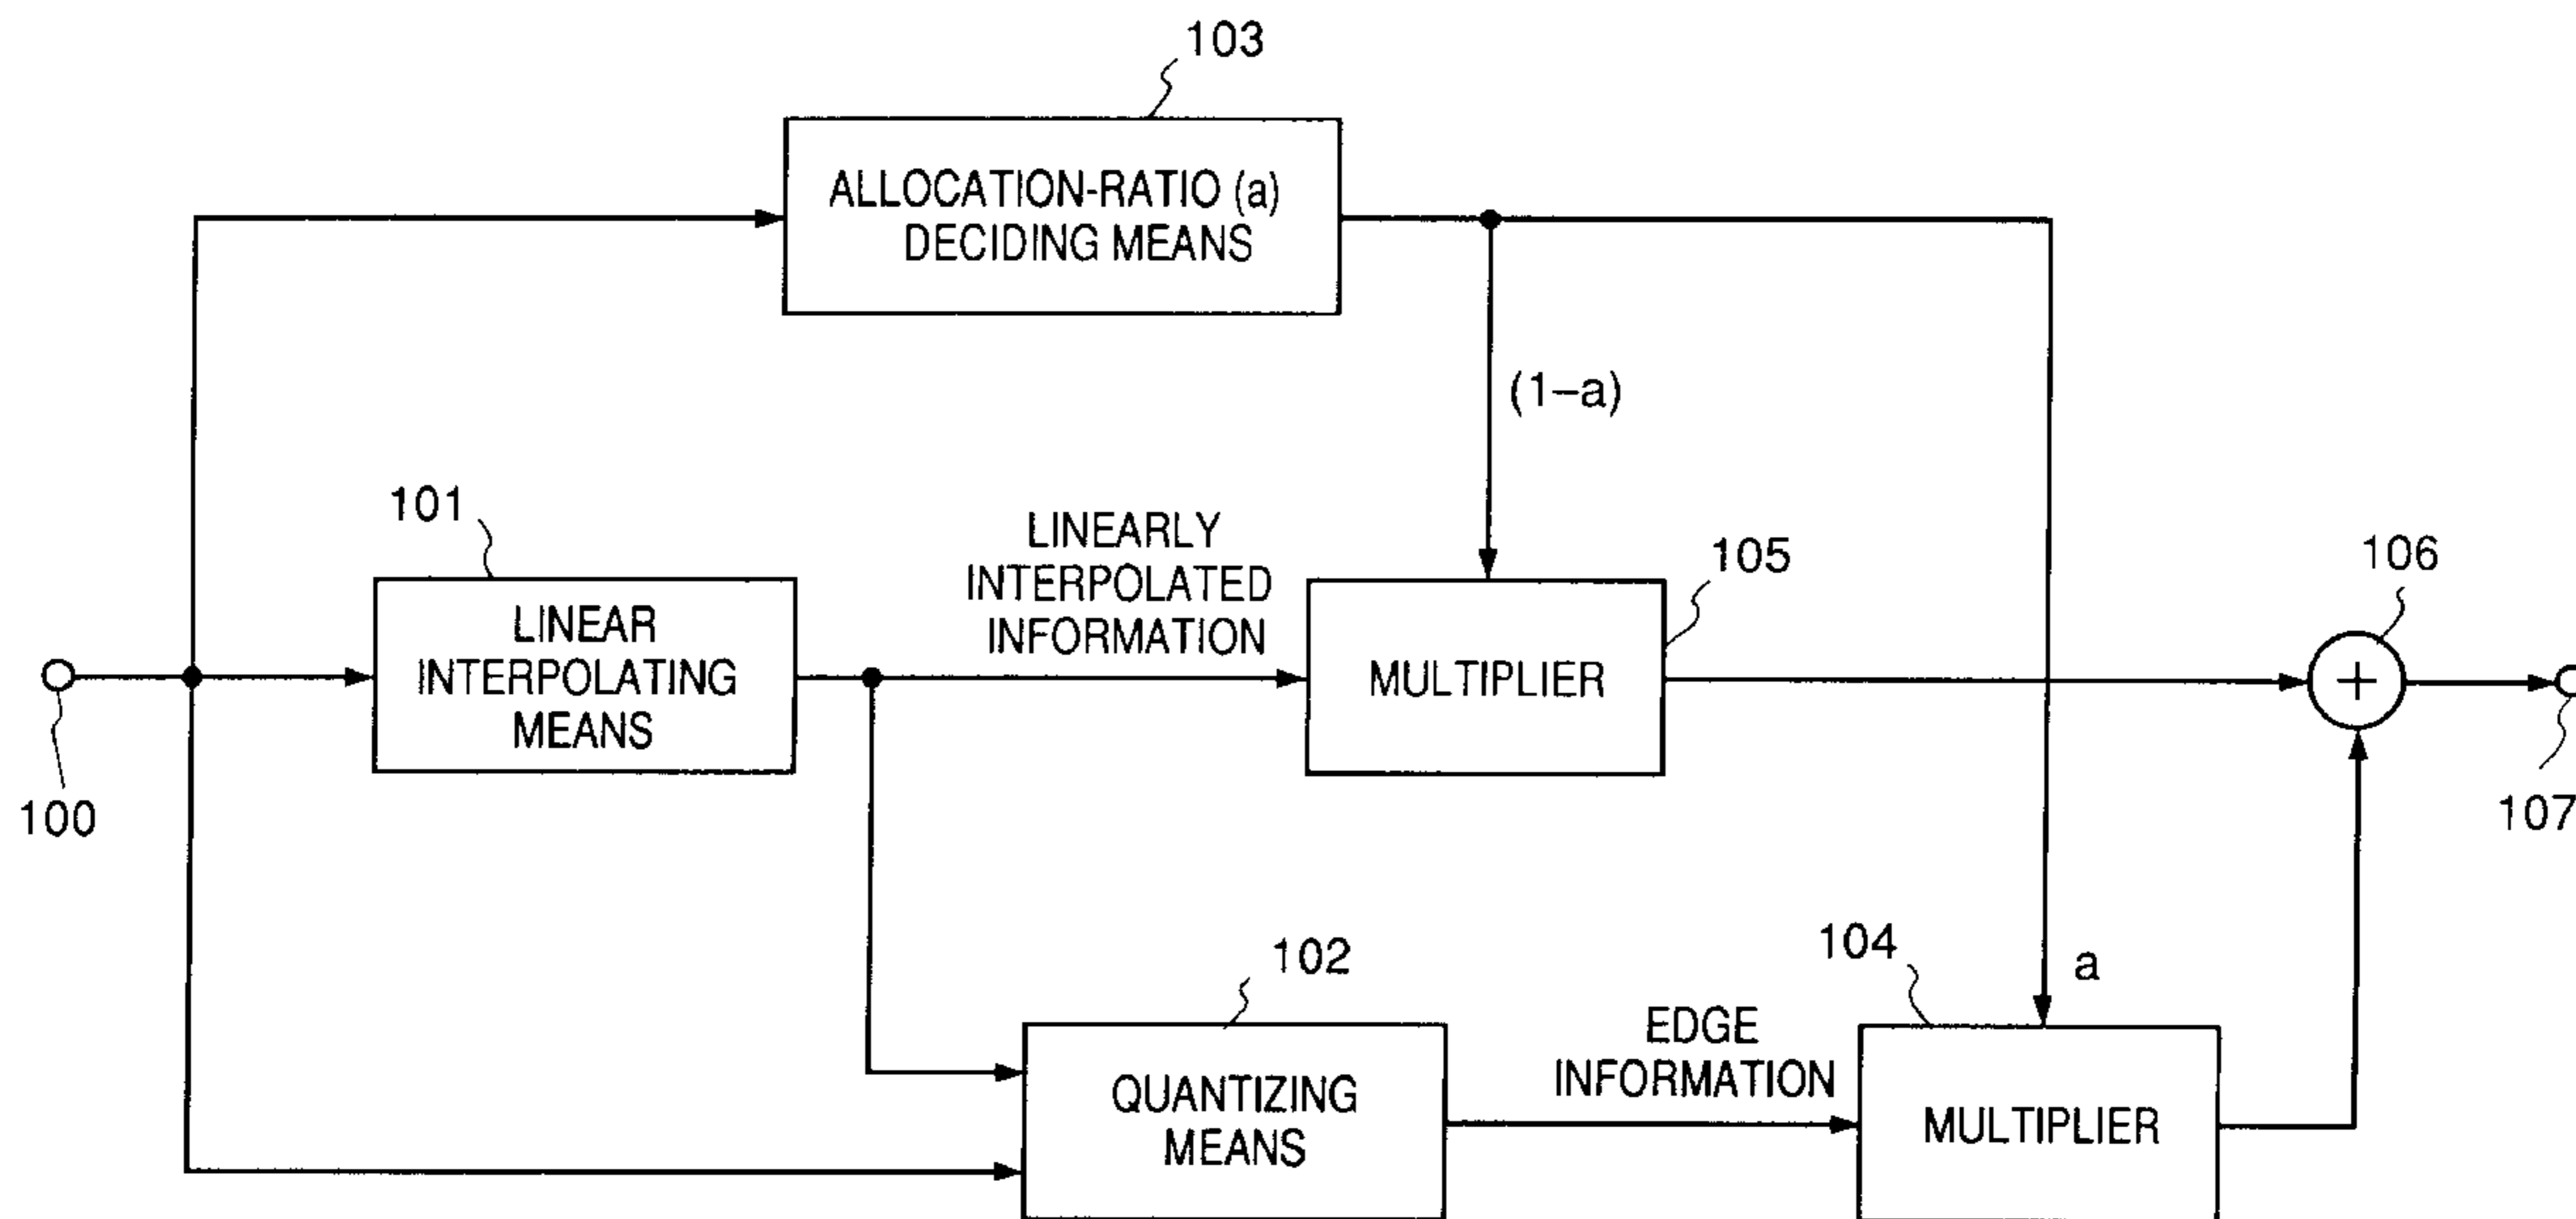 103
ALLOCATION-RATIO (a)
DECIDING MEANS
(1–a)
101
LINEAR
INTERPOLATING
MEANS
LINEARLY
INTERPOLATED
INFORMATION
105
MULTIPLIER
106
+
100
107
102
QUANTIZING
MEANS
EDGE
INFORMATION
104
a
MULTIPLIER